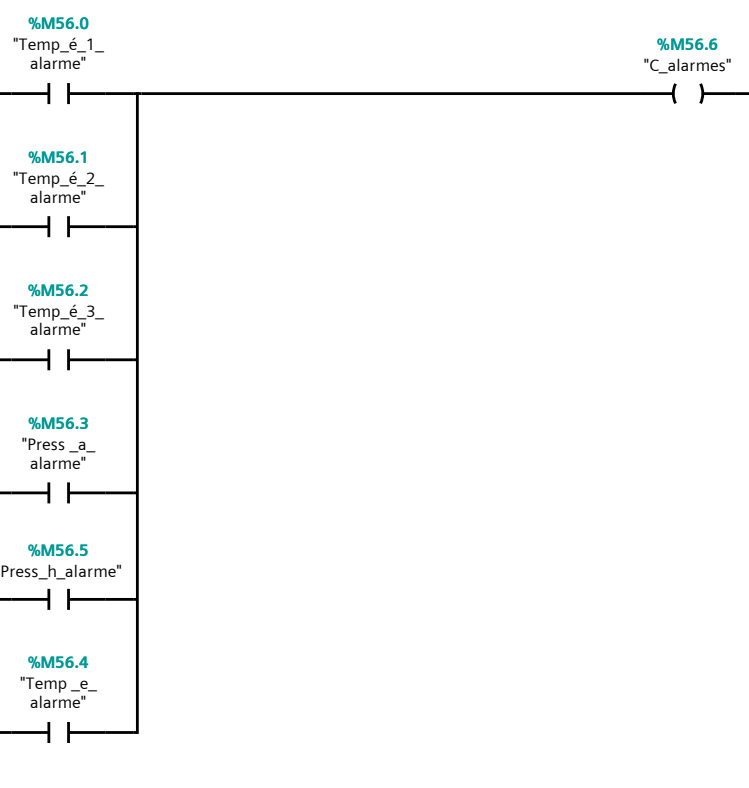 %M56.0
"Temp_é_1_
alarme"
%M56.6
"C_alarmes"
%M56.1
"Temp_é_2_
alarme"
%M56.2
"Temp_é_3_
alarme"
%M56.3
"Press _a_
alarme"
%M56.5
Press_h_alarme"
%M56.4
"Temp _e_
alarme"